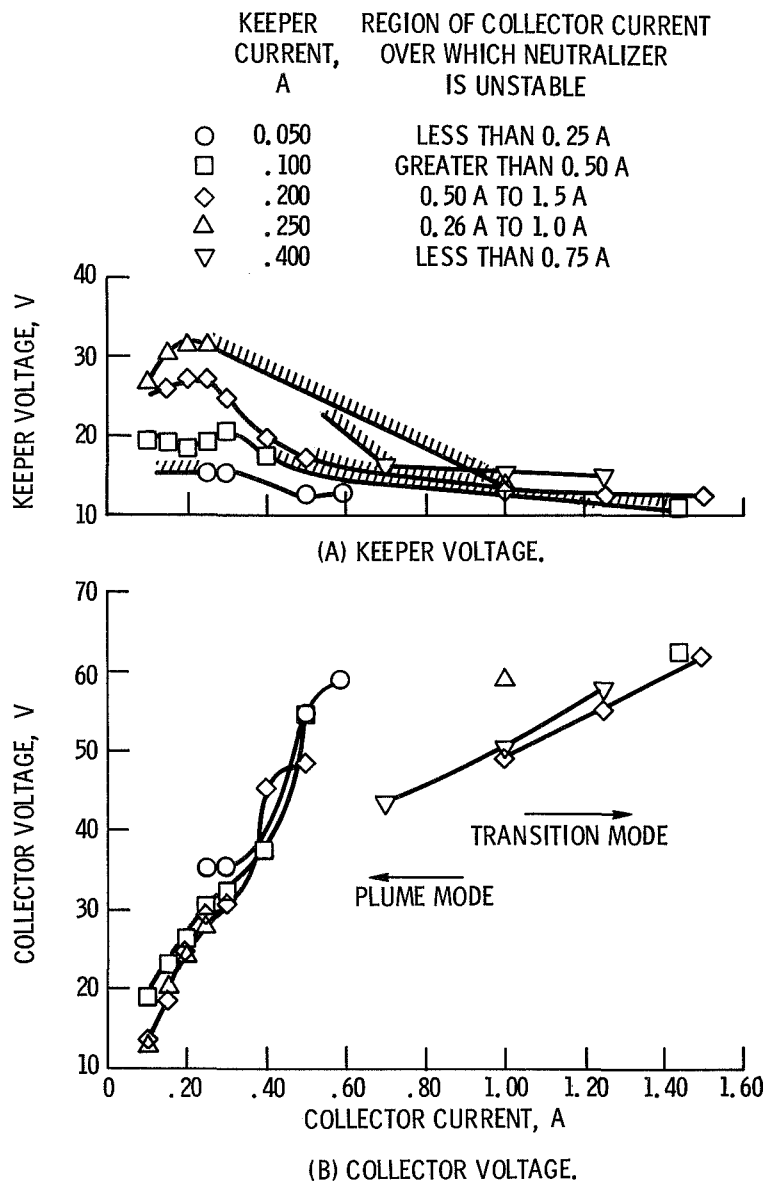 KEEPER CURRENT, A
REGION OF COLLECTOR CURRENT OVER WHICH NEUTRALIZER IS UNSTABLE
0.050 LESS THAN 0.25 A
.100 GREATER THAN 0.50 A
.200 0.50 A TO 1.5 A
.250 0.26 A TO 1.0 A
.400 LESS THAN 0.75 A
KEEPER VOLTAGE, V
40
30
20
10
(A) KEEPER VOLTAGE.
COLLECTOR VOLTAGE, V
70
60
50
40
30
20
10
TRANSITION MODE
PLUME MODE
0 .20 .40 .60 .80 1.00 1.20 1.40 1.60
COLLECTOR CURRENT, A
(B) COLLECTOR VOLTAGE.